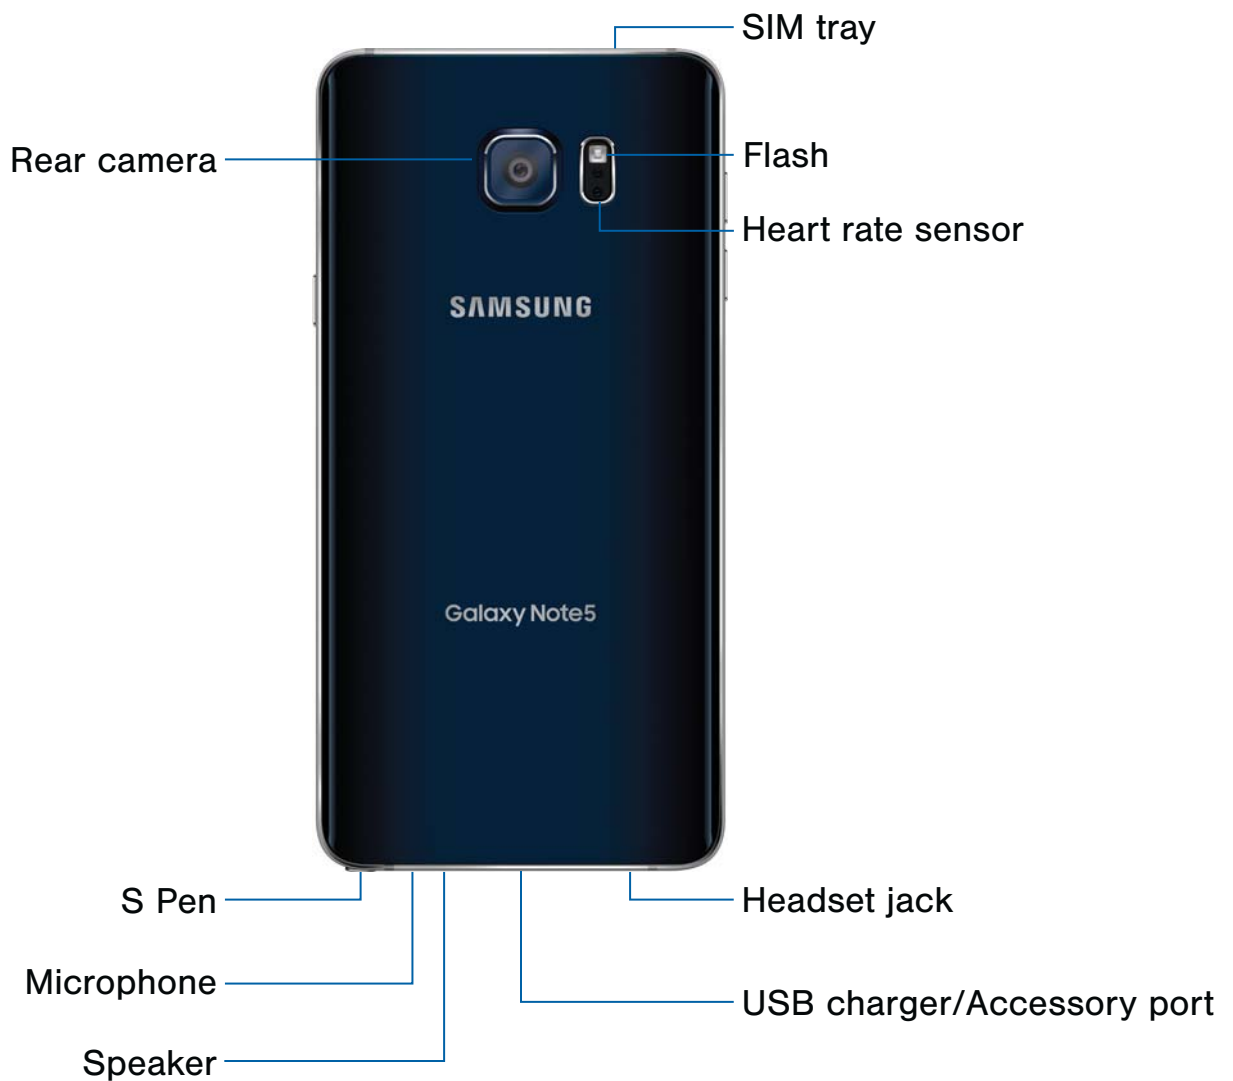 SIM tray
Rear camera
Flash
Heart rate sensor
SAMSUNG
Galaxy Note5
S Pen
Headset jack
Microphone
USB charger/Accessory port
Speaker